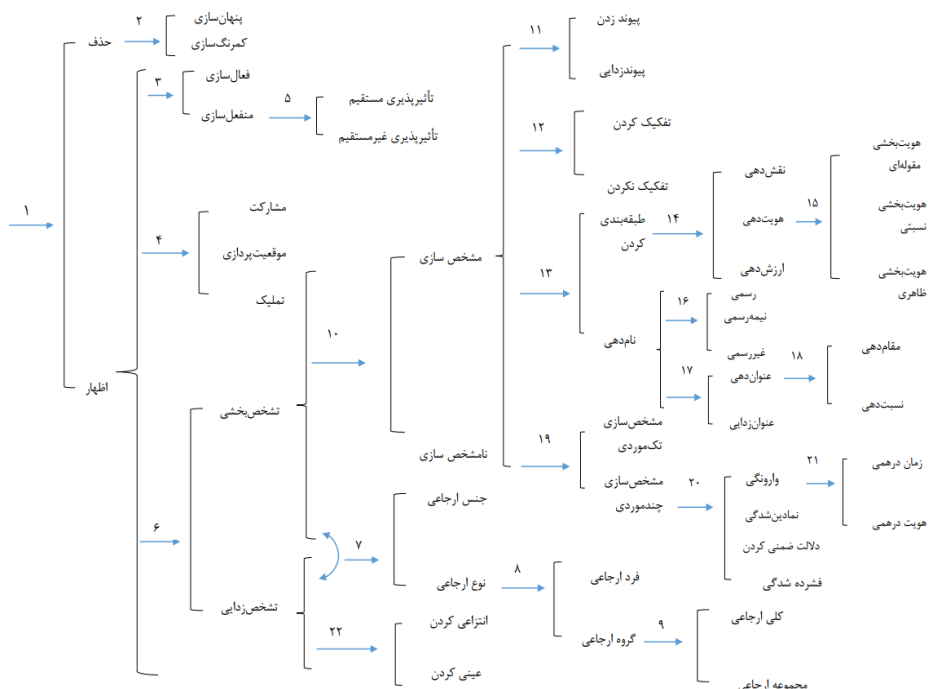 ۱
حذف
۲
پنهان‌سازی
کمرنگ‌سازی
اظهار
۳
فعال‌سازی
منفعل‌سازی
۵
تأثیرپذیری مستقیم
تأثیرپذیری غیرمستقیم
۴
مشارکت
موقعیت‌پردازی
تملیک
۶
تشخص‌بخشی
تشخص‌زدایی
۱۰
مشخص سازی
نامشخص سازی
۷
جنس ارجاعی
نوع ارجاعی
۸
فرد ارجاعی
گروه ارجاعی
۹
کلی ارجاعی
مجموعه ارجاعی
۲۲
انتزاعی کردن
عینی کردن
۱۱
پیوند زدن
پیوندزدایی
۱۲
تفکیک کردن
تفکیک نکردن
۱۳
طبقه‌بندی
کردن
نام‌دهی
۱۴
نقش‌دهی
هویت‌دهی
ارزش‌دهی
۱۵
هویت‌بخشی
مقوله‌ای
هویت‌بخشی
نسبتی
هویت‌بخشی
ظاهری
۱۶
رسمی
نیمه‌رسمی
غیررسمی
۱۷
عنوان‌دهی
عنوان‌زدایی
۱۸
مقام‌دهی
نسبت‌دهی
۱۹
مشخص‌سازی
تک‌موردی
مشخص‌سازی
چندموردی
۲۰
وارونگی
نمادین‌شدگی
دلالت ضمنی کردن
فشرده شدگی
۲۱
زمان درهمی
هویت درهمی